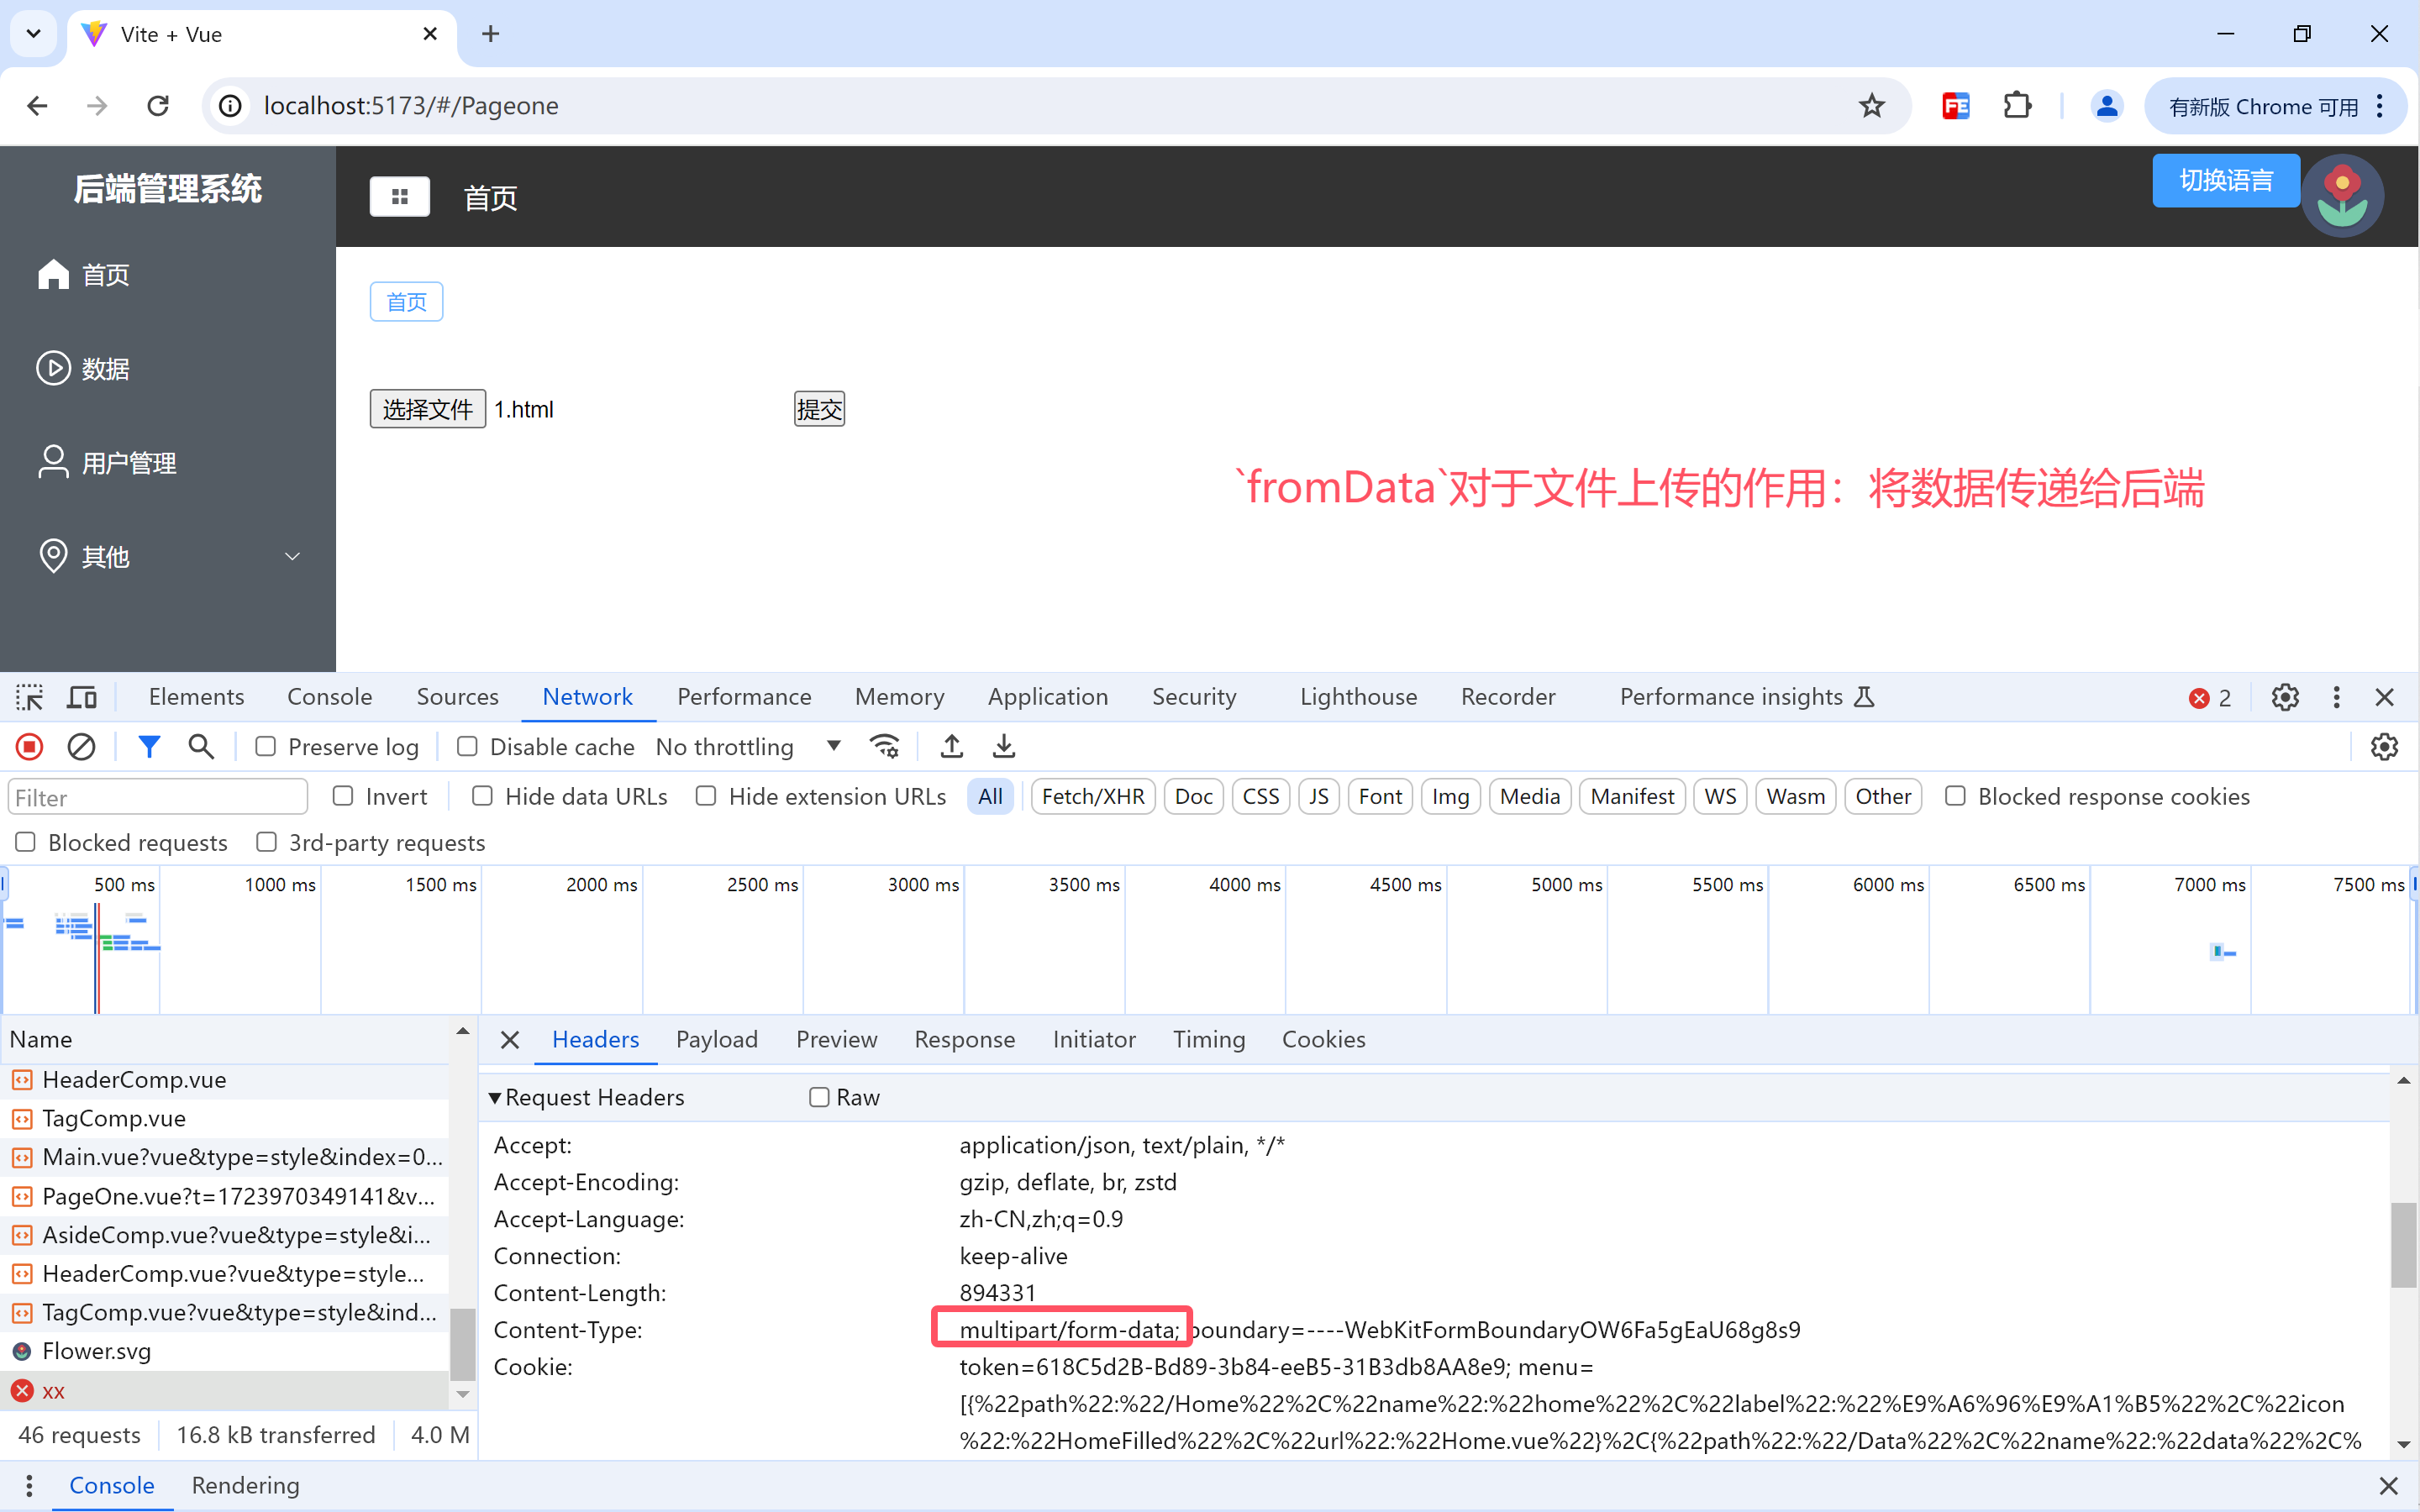 Vite + Vue
localhost:5173/#/Pageone
有新版 Chrome 可用
后端管理系统
首页
切换语言
首页
首页
数据
选择文件 1.html 提交
用户管理
`fromData`对于文件上传的作用：将数据传递给后端
其他
Elements Console Sources Network Performance Memory Application Security Lighthouse Recorder Performance insights 2
Preserve log Disable cache No throttling
Filter Invert Hide data URLs Hide extension URLs All Fetch/XHR Doc CSS JS Font Img Media Manifest WS Wasm Other Blocked response cookies
Blocked requests 3rd-party requests
500 ms 1000 ms 1500 ms 2000 ms 2500 ms 3000 ms 3500 ms 4000 ms 4500 ms 5000 ms 5500 ms 6000 ms 6500 ms 7000 ms 7500 ms
Name
HeaderComp.vue
TagComp.vue
Main.vue?vue&type=style&index=0...
PageOne.vue?t=1723970349141&v...
AsideComp.vue?vue&type=style&i...
HeaderComp.vue?vue&type=style...
TagComp.vue?vue&type=style&ind...
Flower.svg
xx
46 requests 16.8 kB transferred 4.0 M
Headers Payload Preview Response Initiator Timing Cookies
Request Headers Raw
Accept: application/json, text/plain, */*
Accept-Encoding: gzip, deflate, br, zstd
Accept-Language: zh-CN,zh;q=0.9
Connection: keep-alive
Content-Length: 894331
Content-Type: multipart/form-data; boundary=----WebKitFormBoundaryOW6Fa5gEaU68g8s9
Cookie: token=618C5d2B-Bd89-3b84-eeB5-31B3db8AA8e9; menu=
[{%22path%22:%22/Home%22%2C%22name%22:%22home%22%2C%22label%22:%22%E9%A6%96%E9%A1%B5%22%2C%22icon
%22:%22HomeFilled%22%2C%22url%22:%22Home.vue%22}%2C{%22path%22:%22/Data%22%2C%22name%22:%22data%22%2C%
Console Rendering